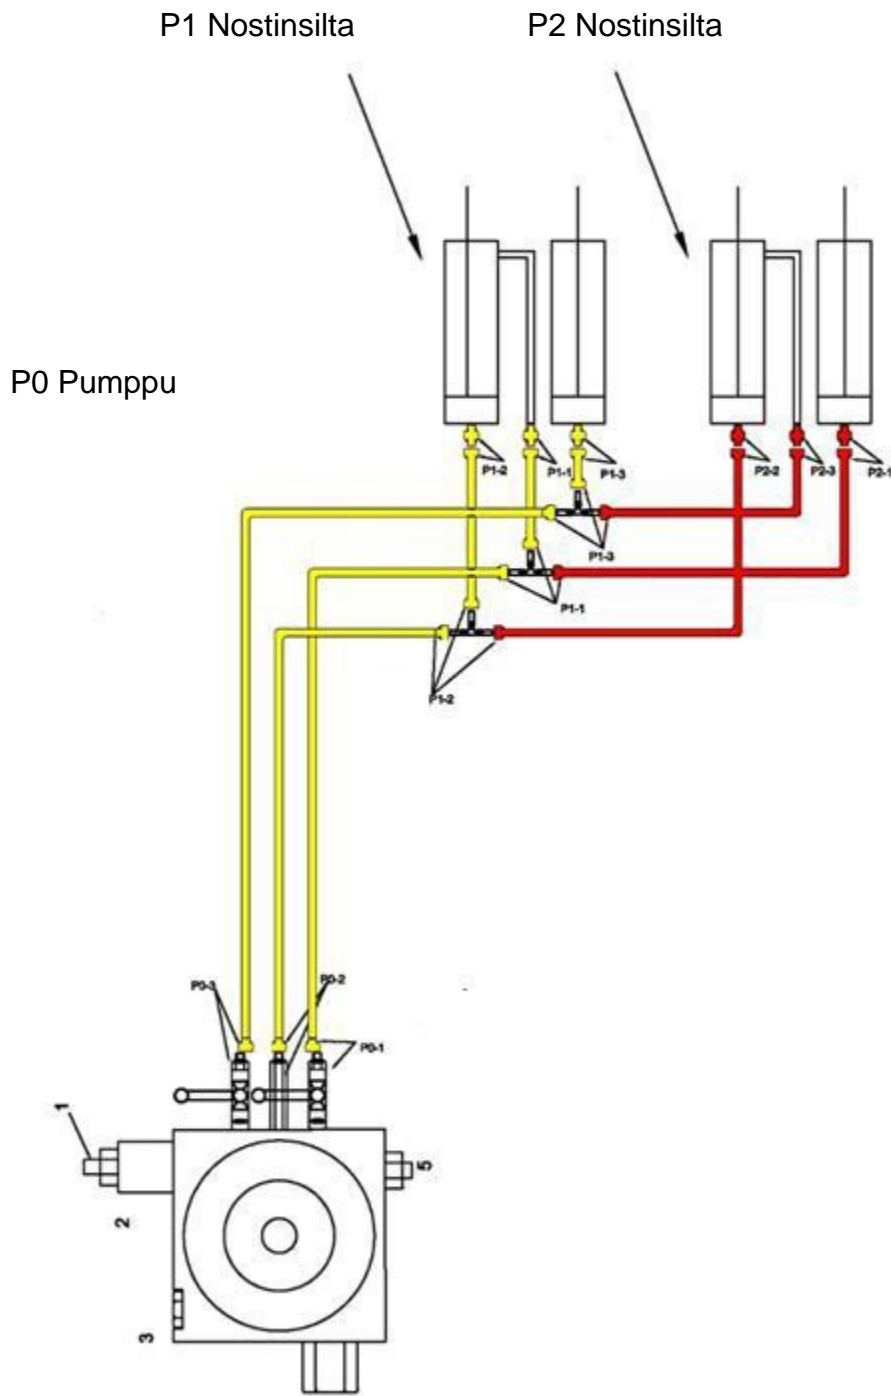 P1 Nostinsilta
P2 Nostinsilta
P0 Pumppu
P1-2
P1-1
P1-3
P2-2
P2-3
P2-1
P1-3
P1-1
P1-2
P0-3
P0-2
P0-1
1
2
5
3